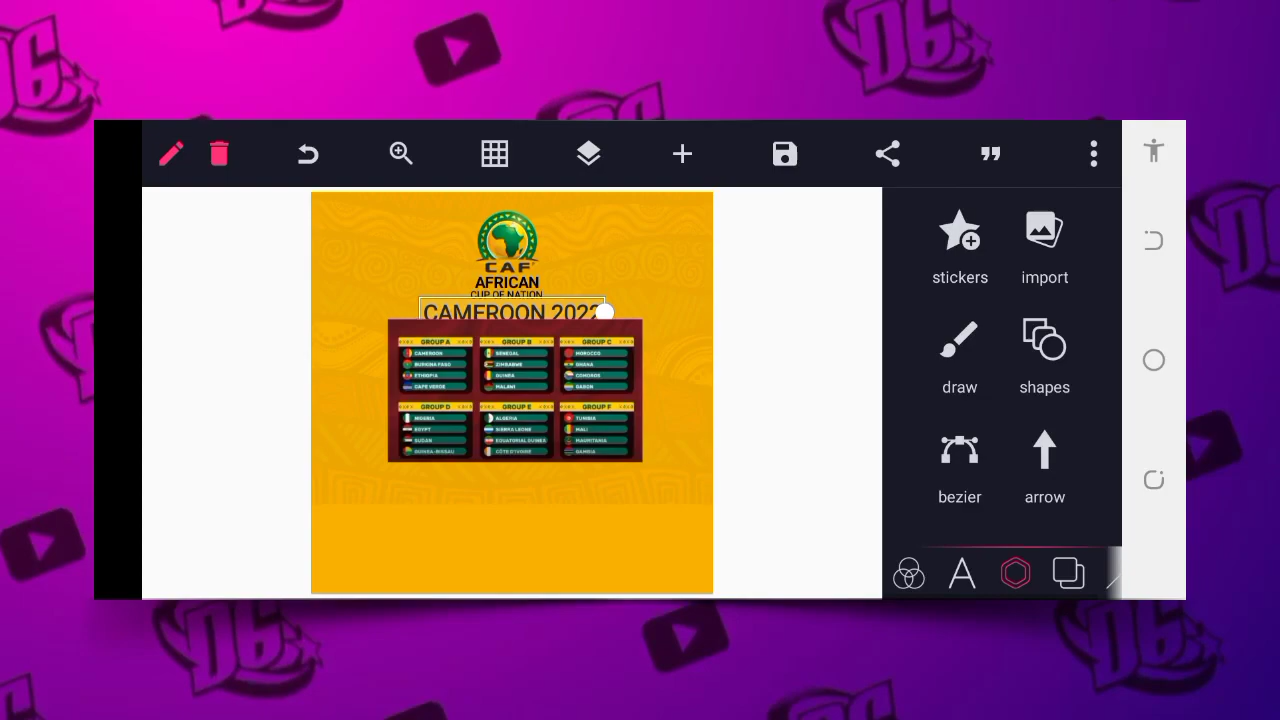 stickers
import
draw
shapes
bezier
arrow
CAF
AFRICAN
CUP OF NATION
CAMEROON 2022
GROUP A
CAMEROON
BURKINA FASO
ETHIOPIA
CAPE VERDE
GROUP B
SENEGAL
ZIMBABWE
GUINEA
MALAWI
GROUP C
MOROCCO
GHANA
COMOROS
GABON
GROUP D
NIGERIA
EGYPT
SUDAN
GUINEA-BISSAU
GROUP E
ALGERIA
SIERRA LEONE
EQUATORIAL GUINEA
CÔTE D'IVOIRE
GROUP F
TUNISIA
MALI
MAURITANIA
GAMBIA